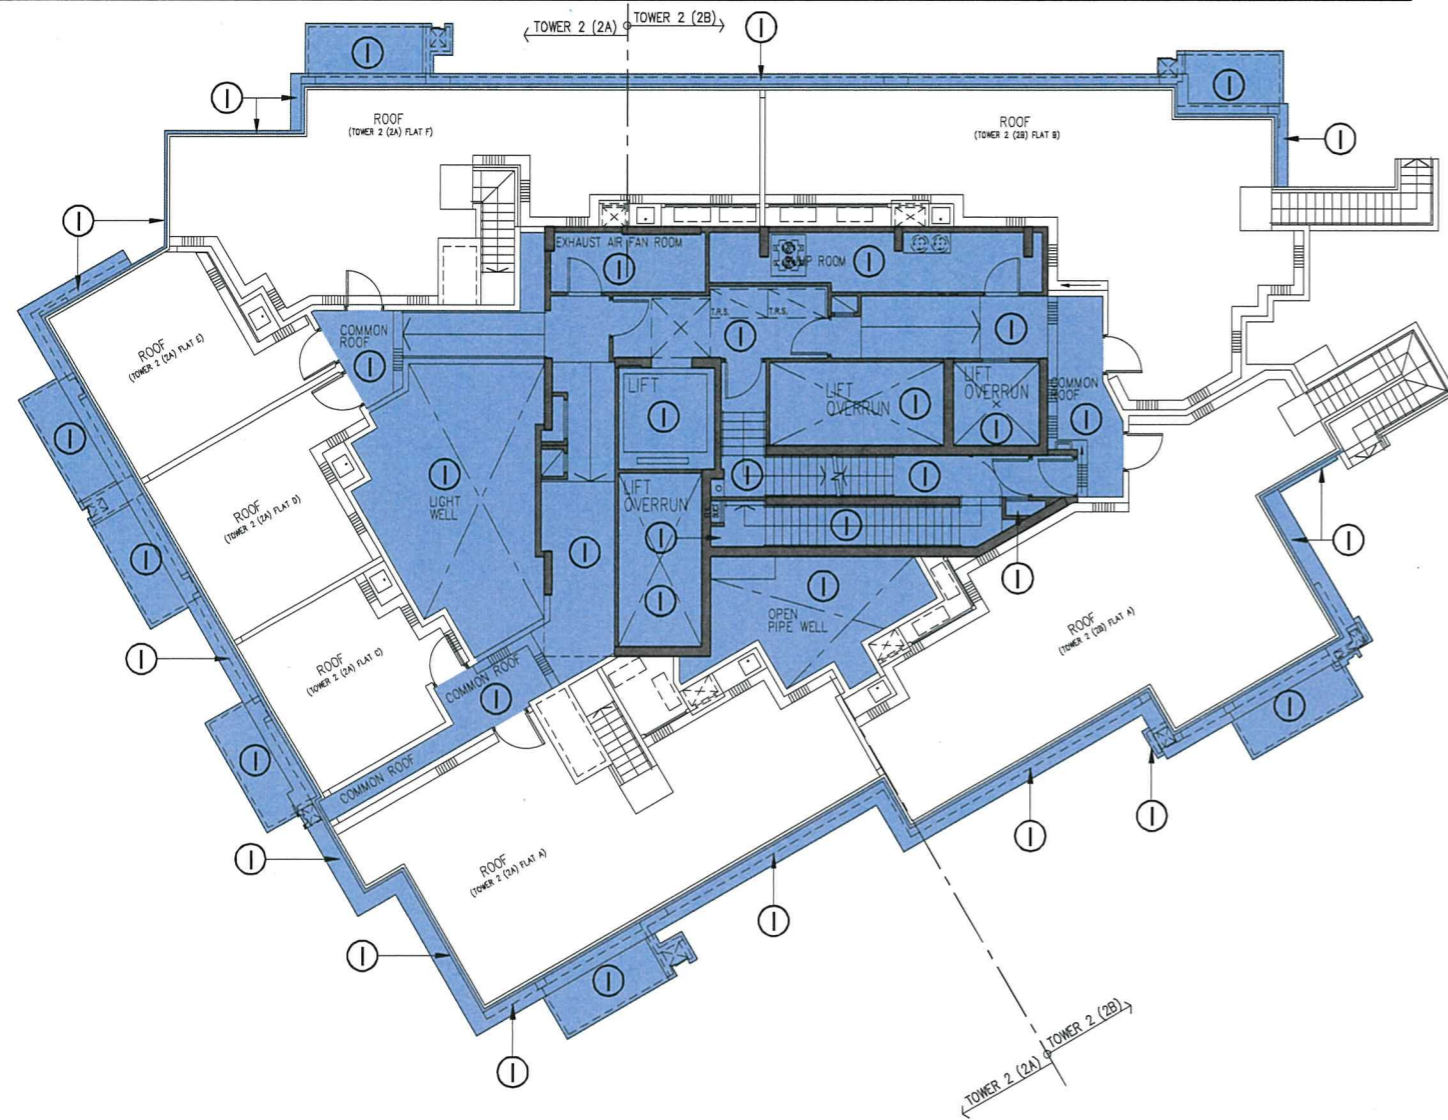 TOWER 2 (2A)
TOWER 2 (2B)
I
I
I
I
I
ROOF
(TOWER 2 (2A) FLAT F)
ROOF
(TOWER 2 (2B) FLAT B)
I
I
EXHAUST AIR FAN ROOM
I
PUMP ROOM
I
COMMON
ROOF
I
T.R.S.
T.R.S.
I
I
ROOF
(TOWER 2 (2A) FLAT E)
LIFT
I
LIFT
OVERRUN
I
LIFT
OVERRUN
I
COMMON
ROOF
I
I
I
LIGHT
WELL
LIFT
OVERRUN
I
I
I
ROOF
(TOWER 2 (2A) FLAT D)
I
I
I
I
I
I
I
I
OPEN
PIPE WELL
ROOF
(TOWER 2 (2B) FLAT A)
I
ROOF
(TOWER 2 (2A) FLAT C)
COMMON ROOF
I
I
I
COMMON ROOF
I
I
I
ROOF
(TOWER 2 (2A) FLAT A)
I
I
I
I
TOWER 2 (2B)
TOWER 2 (2A)